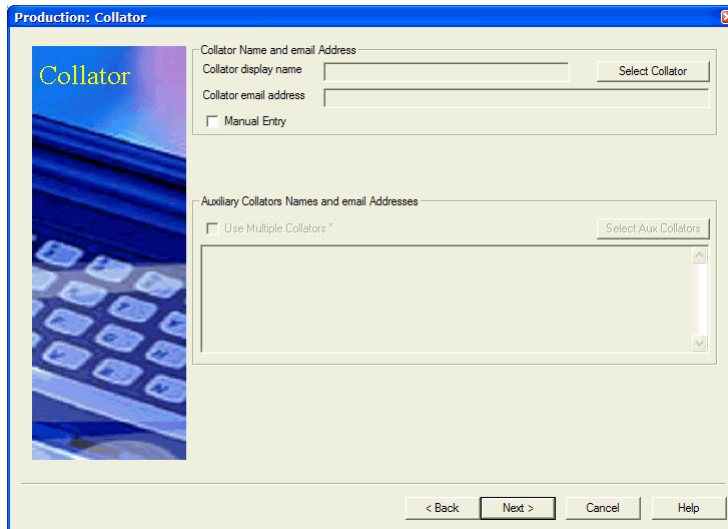 Production: Collator
Collator
Collator Name and email Address
Collator display name
Select Collator
Collator email address
Manual Entry
Auxiliary Collators Names and email Addresses
Use Multiple Collators *
Select Aux Collators
< Back
Next >
Cancel
Help